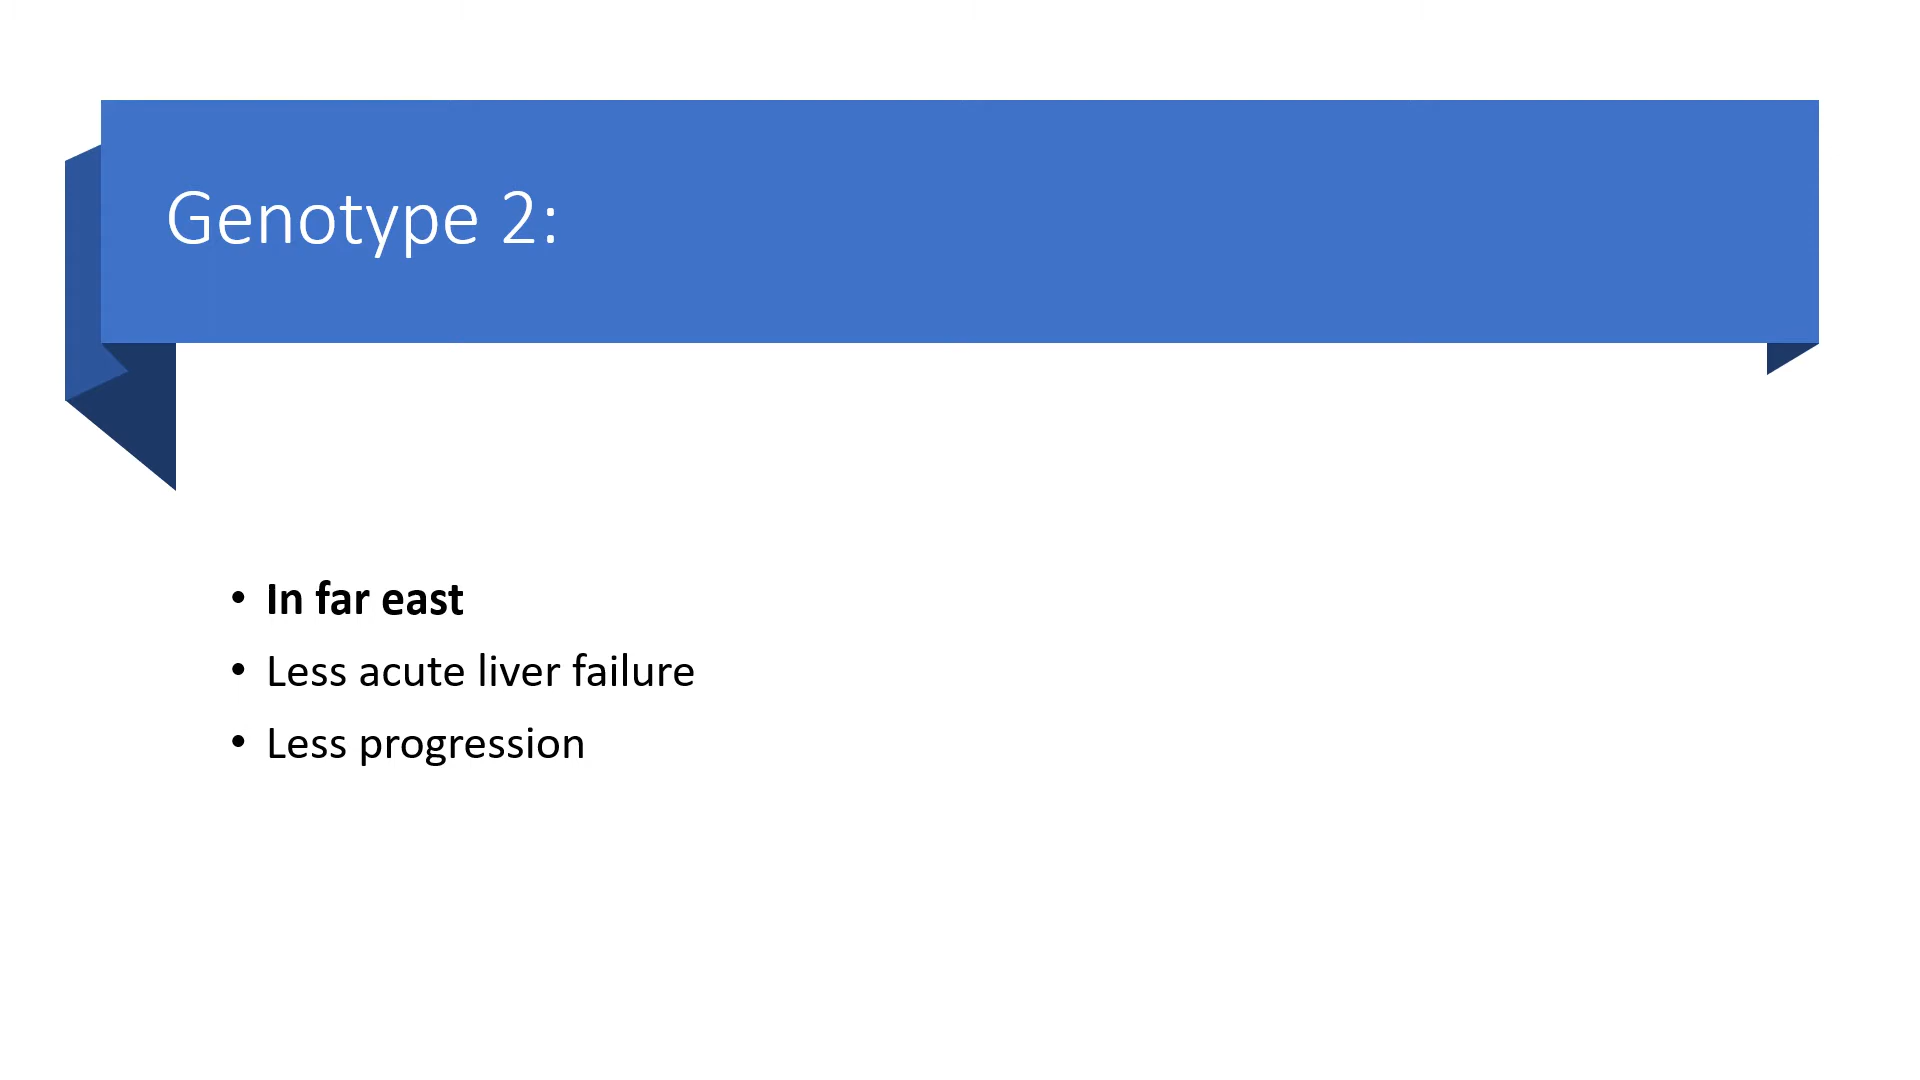 Genotype 2:
• In far east
• Less acute liver failure
• Less progression